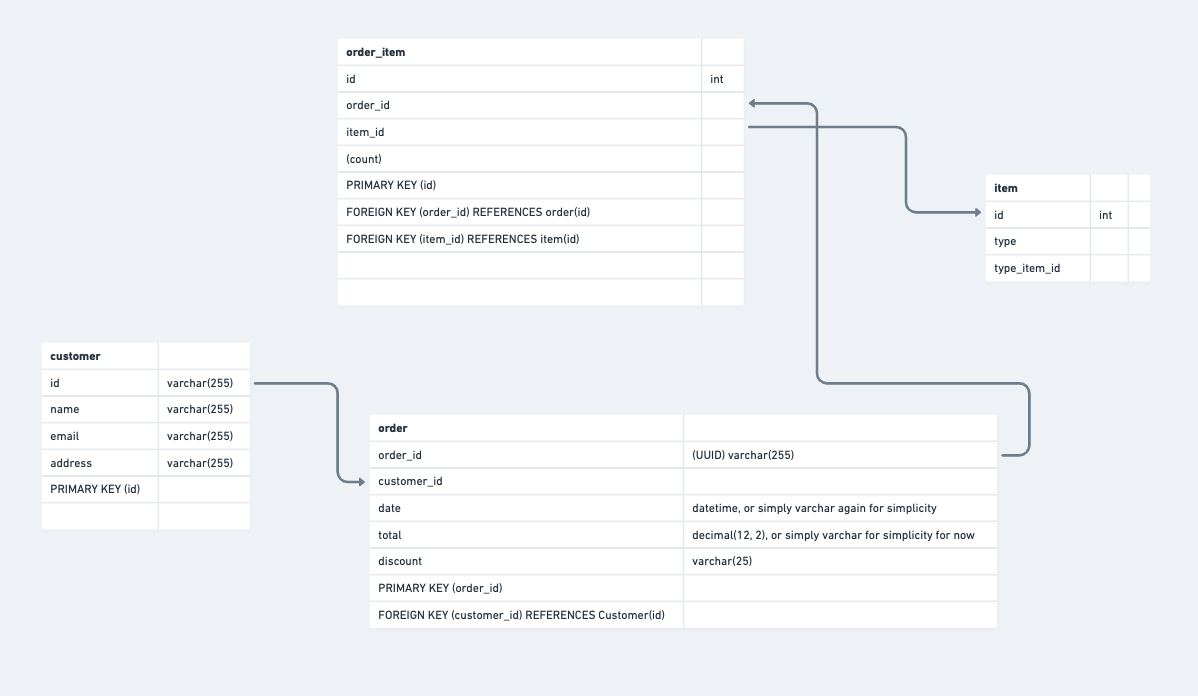 order_item
id int
order_id
item_id
(count)
PRIMARY KEY (id)
FOREIGN KEY (order_id) REFERENCES order(id)
FOREIGN KEY (item_id) REFERENCES item(id)
item
id int
type
type_item_id
customer
id varchar(255)
name varchar(255)
email varchar(255)
address varchar(255)
PRIMARY KEY (id)
order
order_id (UUID) varchar(255)
customer_id
date datetime, or simply varchar again for simplicity
total decimal(12, 2), or simply varchar for simplicity for now
discount varchar(25)
PRIMARY KEY (order_id)
FOREIGN KEY (customer_id) REFERENCES Customer(id)